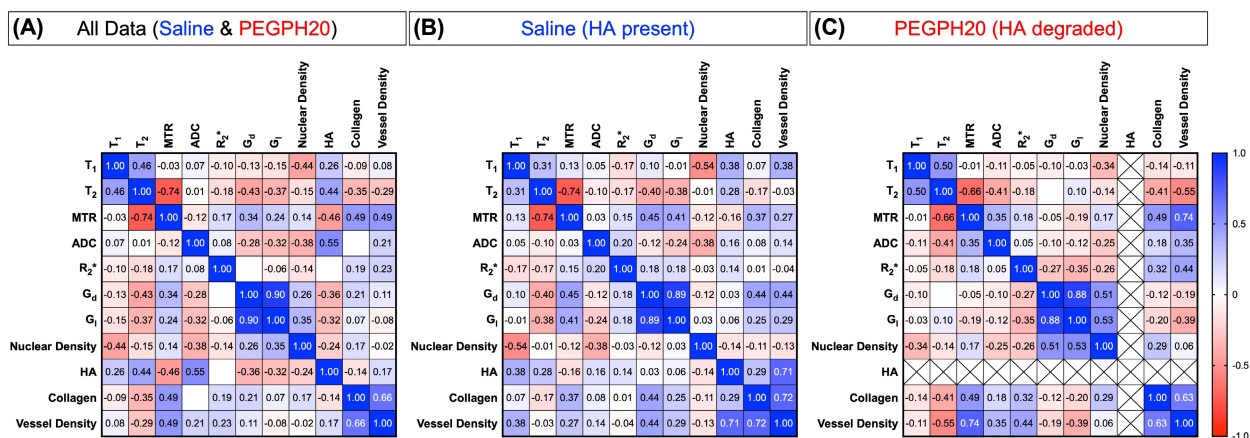 (A) All Data (Saline & PEGPH20)
T1 T2 MTR ADC R2* Gd Gl Nuclear Density HA Collagen Vessel Density
T1 1.00 0.46 -0.03 0.07 -0.10 -0.13 -0.15 -0.44 0.26 -0.09 0.08
T2 0.46 1.00 -0.74 0.01 -0.18 -0.43 -0.37 -0.15 0.44 -0.35 -0.29
MTR -0.03 -0.74 1.00 -0.12 0.17 0.34 0.24 0.14 -0.46 0.49 0.49
ADC 0.07 0.01 -0.12 1.00 0.08 -0.28 -0.32 -0.38 0.55 0.21
R2* -0.10 -0.18 0.17 0.08 1.00 -0.06 -0.14 0.19 0.23
Gd -0.13 -0.43 0.34 -0.28 1.00 0.90 0.26 -0.36 0.21 0.11
Gl -0.15 -0.37 0.24 -0.32 -0.06 0.90 1.00 0.35 -0.32 0.07 -0.08
Nuclear Density -0.44 -0.15 0.14 -0.38 -0.14 0.26 0.35 1.00 -0.24 0.17 -0.02
HA 0.26 0.44 -0.46 0.55 -0.36 -0.32 -0.24 1.00 -0.14 0.17
Collagen -0.09 -0.35 0.49 0.19 0.21 0.07 0.17 -0.14 1.00 0.66
Vessel Density 0.08 -0.29 0.49 0.21 0.23 0.11 -0.08 -0.02 0.17 0.66 1.00
(B) Saline (HA present)
T1 T2 MTR ADC R2* Gd Gl Nuclear Density HA Collagen Vessel Density
T1 1.00 0.31 0.13 0.05 -0.17 0.10 -0.01 -0.54 0.38 0.07 0.38
T2 0.31 1.00 -0.74 -0.10 -0.17 -0.40 -0.38 -0.01 0.28 -0.17 -0.03
MTR 0.13 -0.74 1.00 0.03 0.15 0.45 0.41 -0.12 -0.16 0.37 0.27
ADC 0.05 -0.10 0.03 1.00 0.20 -0.12 -0.24 -0.38 0.16 0.08 0.14
R2* -0.17 -0.17 0.15 0.20 1.00 0.18 0.18 -0.03 0.14 0.01 -0.04
Gd 0.10 -0.40 0.45 -0.12 0.18 1.00 0.89 -0.12 0.03 0.44 0.44
Gl -0.01 -0.38 0.41 -0.24 0.18 0.89 1.00 0.03 0.06 0.25 0.29
Nuclear Density -0.54 -0.01 -0.12 -0.38 -0.03 -0.12 0.03 1.00 -0.14 -0.11 -0.13
HA 0.38 0.28 -0.16 0.16 0.14 0.03 0.06 -0.14 1.00 0.29 0.71
Collagen 0.07 -0.17 0.37 0.08 0.01 0.44 0.25 -0.11 0.29 1.00 0.72
Vessel Density 0.38 -0.03 0.27 0.14 -0.04 0.44 0.29 -0.13 0.71 0.72 1.00
(C) PEGPH20 (HA degraded)
T1 T2 MTR ADC R2* Gd Gl Nuclear Density HA Collagen Vessel Density
T1 1.00 0.50 -0.01 -0.11 -0.05 -0.10 -0.03 -0.34 -0.14 -0.11
T2 0.50 1.00 -0.66 -0.41 -0.18 0.10 -0.14 -0.41 -0.55
MTR -0.01 -0.66 1.00 0.35 0.18 -0.05 -0.19 0.17 0.49 0.74
ADC -0.11 -0.41 0.35 1.00 0.05 -0.10 -0.12 -0.25 0.18 0.35
R2* -0.05 -0.18 0.18 0.05 1.00 -0.27 -0.35 -0.26 0.32 0.44
Gd -0.10 -0.05 -0.10 -0.27 1.00 0.88 0.51 -0.12 -0.19
Gl -0.03 0.10 -0.19 -0.12 -0.35 0.88 1.00 0.53 -0.20 -0.39
Nuclear Density -0.34 -0.14 0.17 -0.25 -0.26 0.51 0.53 1.00 0.29 0.06
HA
Collagen -0.14 -0.41 0.49 0.18 0.32 -0.12 -0.20 0.29 1.00 0.63
Vessel Density -0.11 -0.55 0.74 0.35 0.44 -0.19 -0.39 0.06 0.63 1.00
1.0
0.5
0
-0.5
-1.0